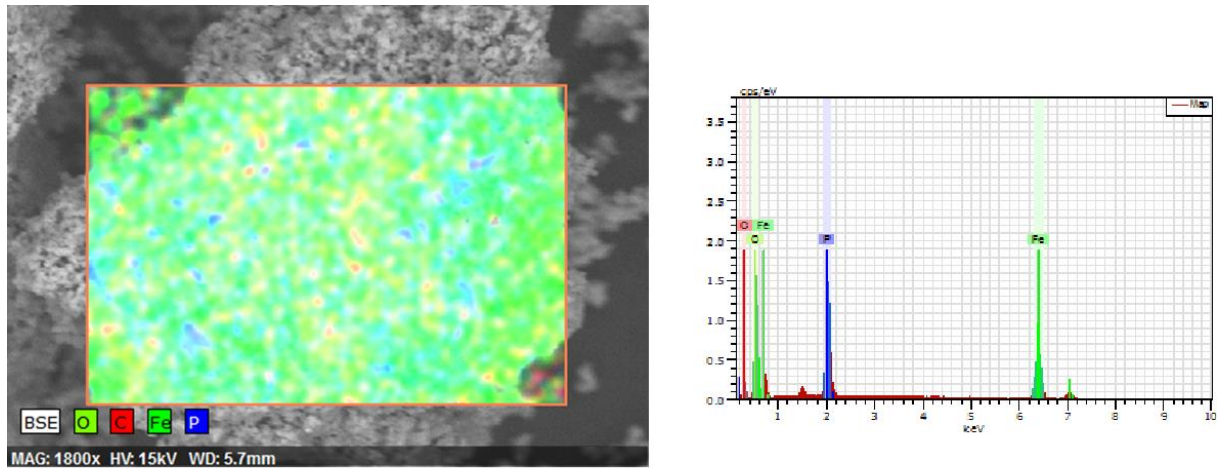 BSE O C Fe P
MAG: 1800x HV: 15kV WD: 5.7mm
cps/eV
Map
3.5
3.0
2.5
C Fe
O P Fe
2.0
1.5
1.0
0.5
0.0
1 2 3 4 5 6 7 8 9 10
keV